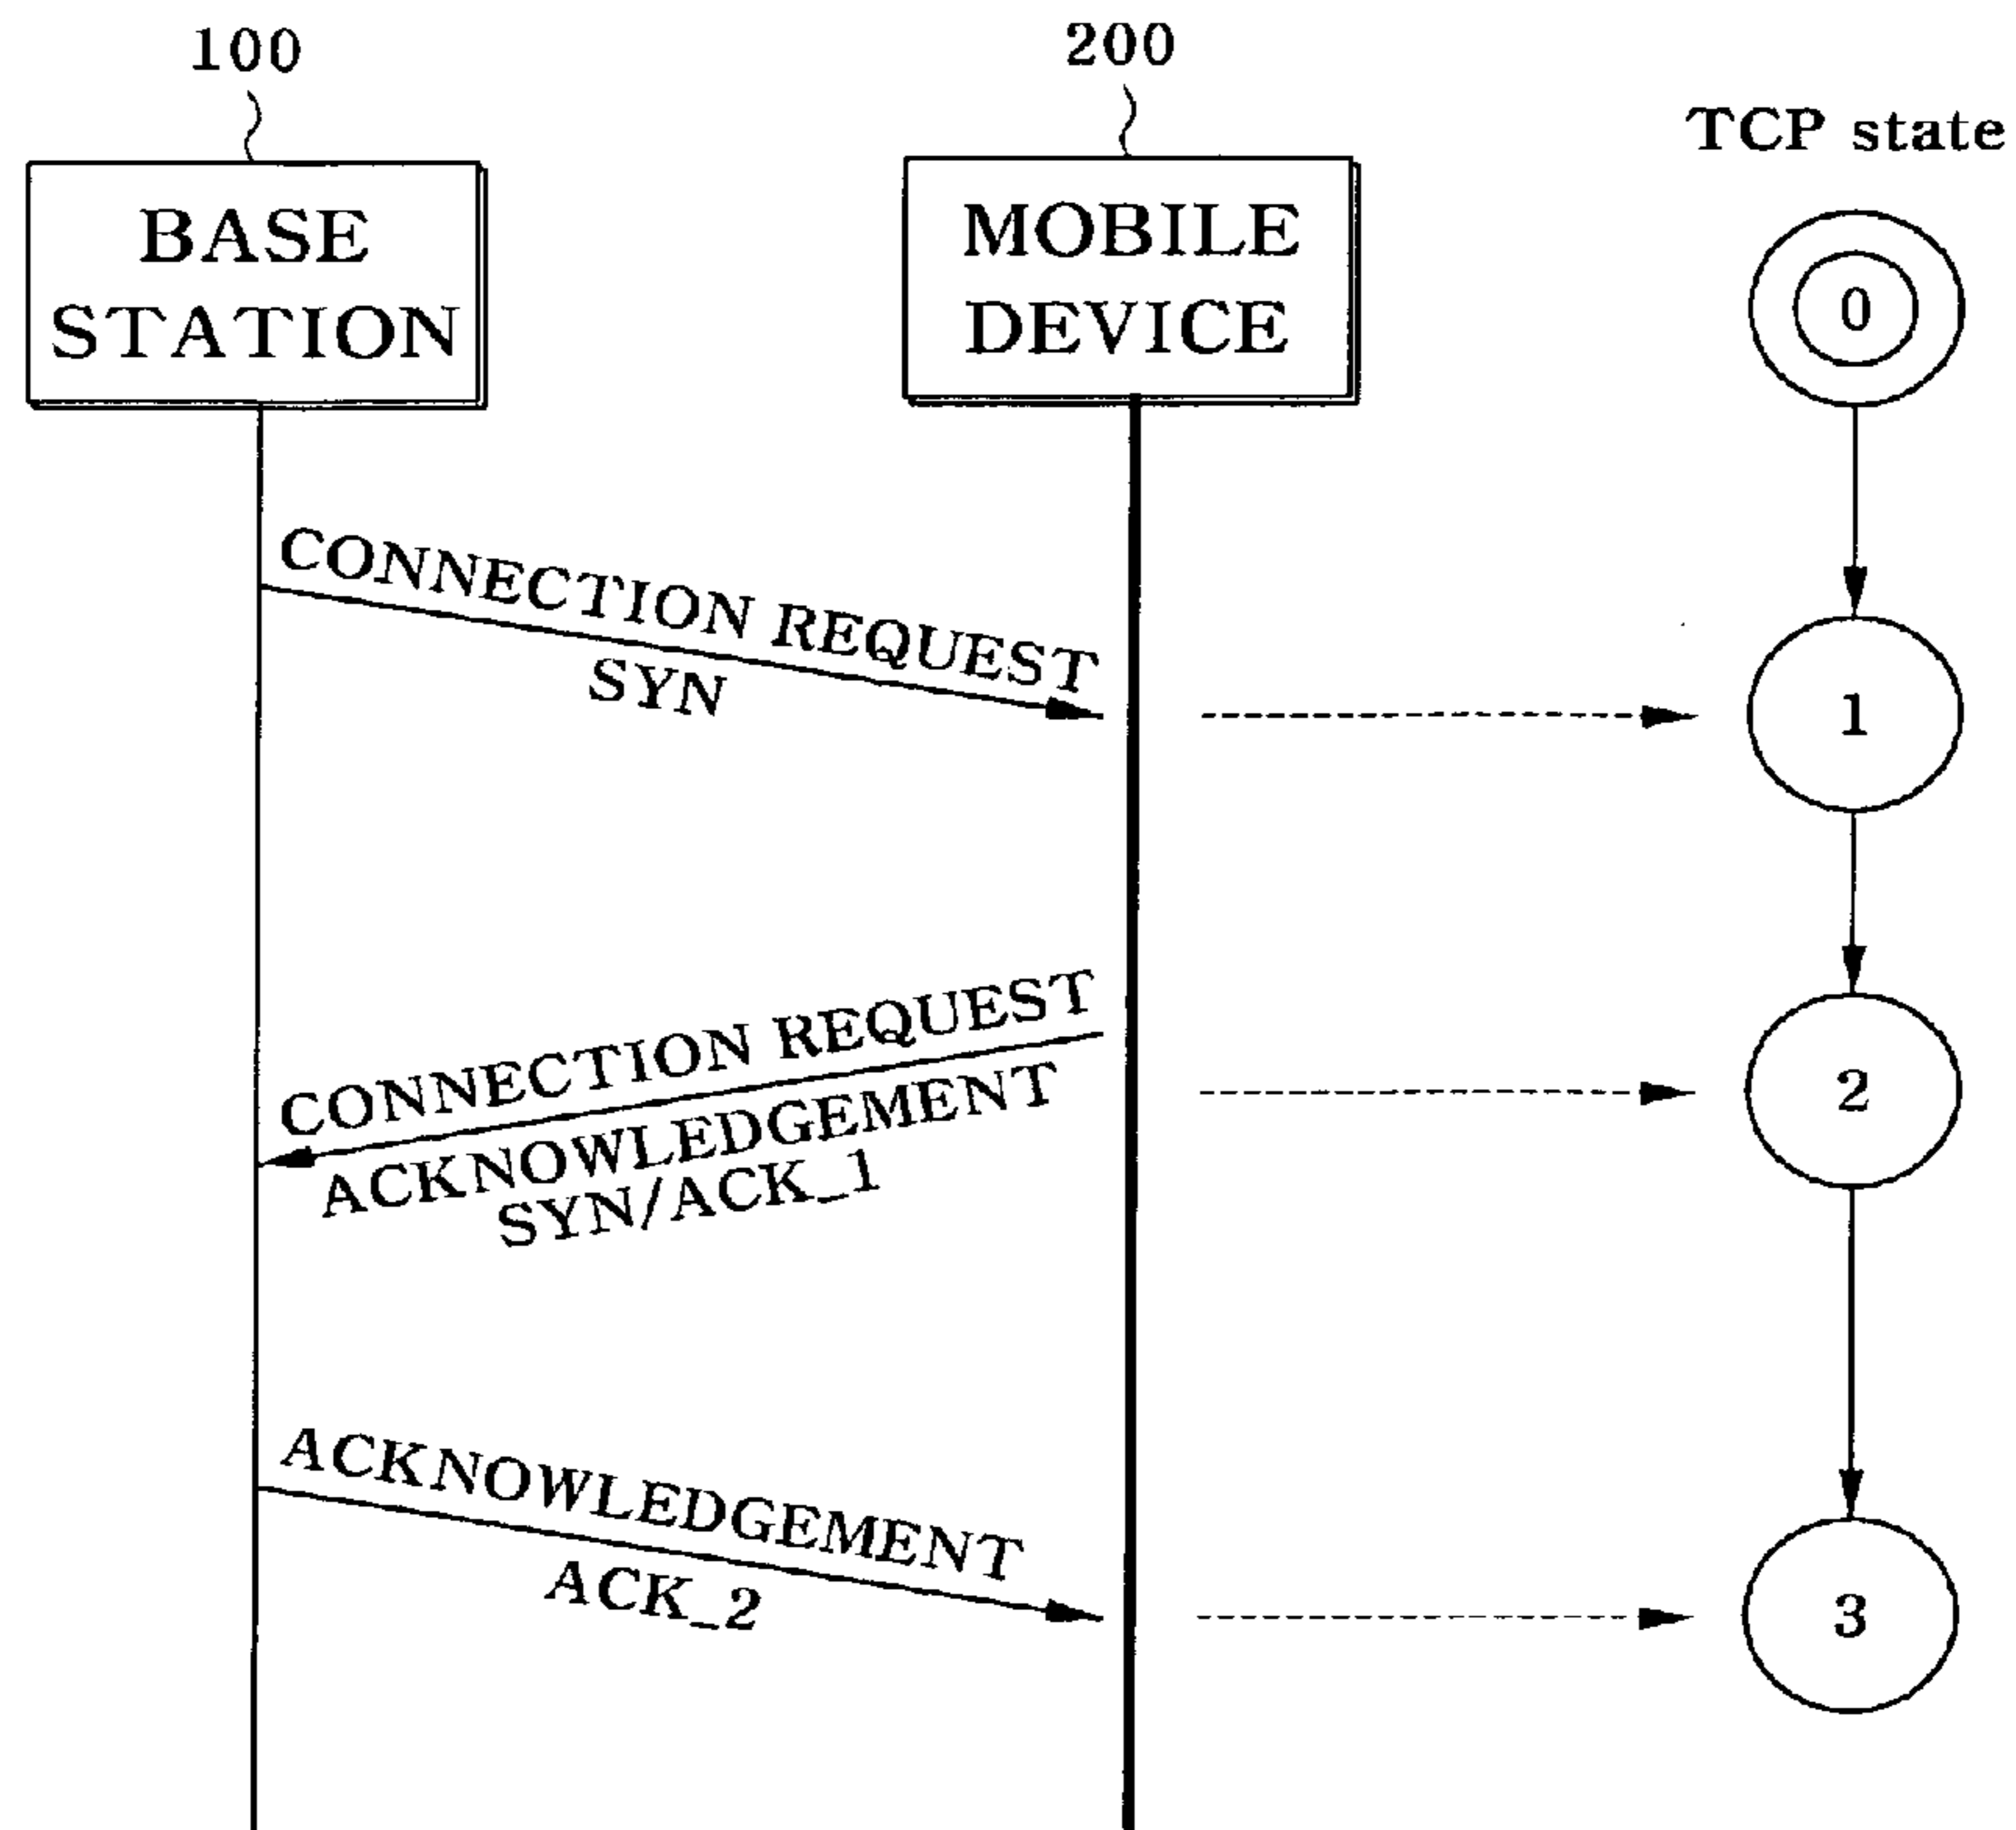 100
200
TCP state
BASE
STATION
MOBILE
DEVICE
0
CONNECTION REQUEST
SYN
1
CONNECTION REQUEST
ACKNOWLEDGEMENT
SYN/ACK_1
2
ACKNOWLEDGEMENT
ACK_2
3